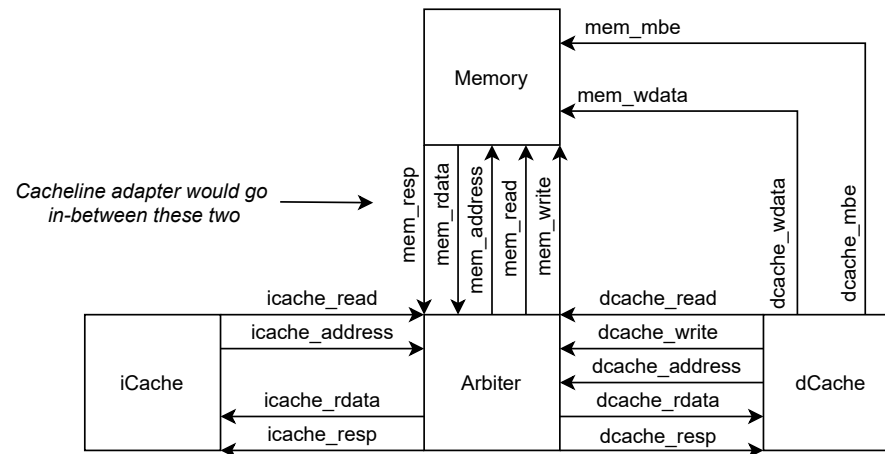 mem_mbe
Memory
mem_wdata
Cacheline adapter would go
in-between these two
mem_resp
mem_rdata
mem_address
mem_read
mem_write
dcache_wdata
dcache_mbe
icache_read
dcache_read
icache_address
dcache_write
dcache_address
iCache
Arbiter
dCache
icache_rdata
dcache_rdata
icache_resp
dcache_resp